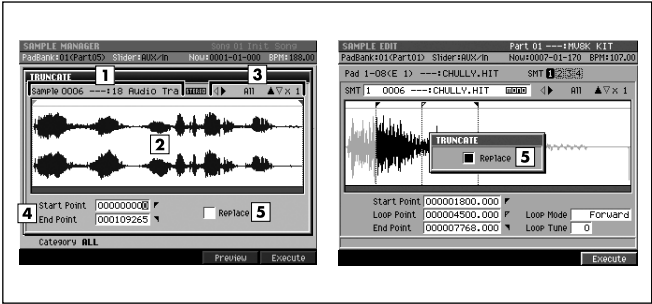 SAMPLE MANAGER Song 01 Init Song
PadBank:01(Part05) Slider:AUX/In Now:0001-01-000 BPM:188.00
TRUNCATE 1 3
Sample 0006 ---:18 Audio Tra STEREO All x 1
2
4 Start Point 000000000
End Point 000109265
Replace 5
Category ALL
Preview Execute
SAMPLE EDIT Part 01 ---:MV8K KIT
PadBank:01(Part01) Slider:AUX/In Now:0007-01-170 BPM:107.00
Pad 1-08(E 1) ---:CHULLY.HIT SMT 1 2 3 4
SMT 1 0006 ---:CHULLY.HIT MONO All x 1
TRUNCATE
Replace 5
Start Point 000001800.000
Loop Point 000004500.000 Loop Mode Forward
End Point 000007768.000 Loop Tune 0
Execute